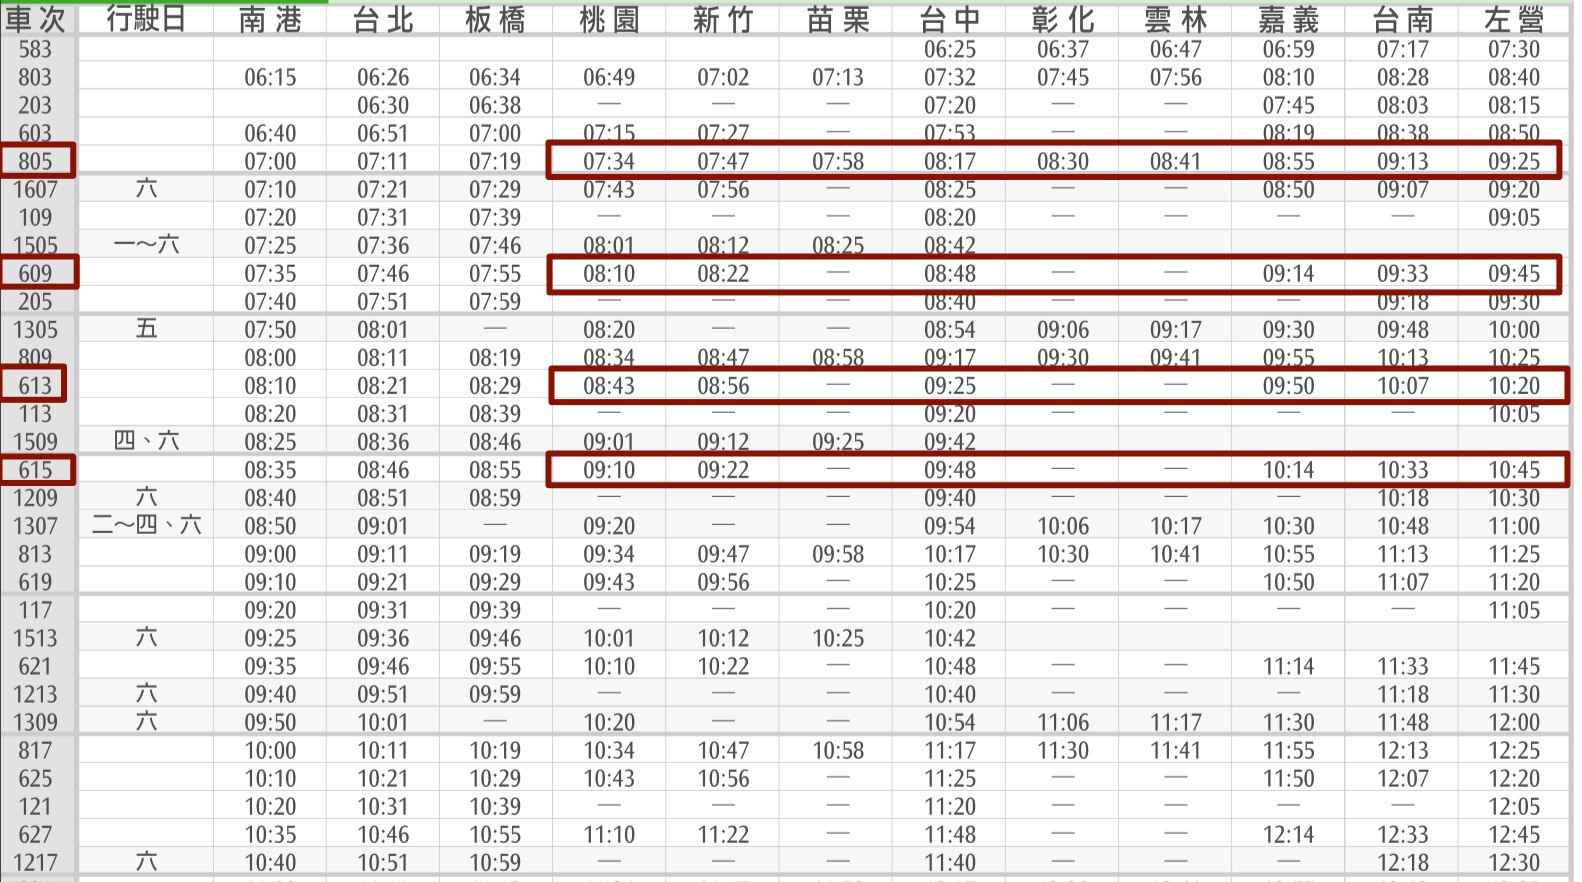 車次 行駛日 南港 台北 板橋 桃園 新竹 苗栗 台中 彰化 雲林 嘉義 台南 左營
583 06:25 06:37 06:47 06:59 07:17 07:30
803 06:15 06:26 06:34 06:49 07:02 07:13 07:32 07:45 07:56 08:10 08:28 08:40
203 06:30 06:38 — — — 07:20 — — 07:45 08:03 08:15
603 06:40 06:51 07:00 07:15 07:27 — 07:53 — — 08:19 08:38 08:50
805 07:00 07:11 07:19 07:34 07:47 07:58 08:17 08:30 08:41 08:55 09:13 09:25
1607 六 07:10 07:21 07:29 07:43 07:56 — 08:25 — — 08:50 09:07 09:20
109 07:20 07:31 07:39 — — — 08:20 — — — — 09:05
1505 一～六 07:25 07:36 07:46 08:01 08:12 08:25 08:42
609 07:35 07:46 07:55 08:10 08:22 — 08:48 — — 09:14 09:33 09:45
205 07:40 07:51 07:59 — — — 08:40 — — — 09:18 09:30
1305 五 07:50 08:01 — 08:20 — — 08:54 09:06 09:17 09:30 09:48 10:00
809 08:00 08:11 08:19 08:34 08:47 08:58 09:17 09:30 09:41 09:55 10:13 10:25
613 08:10 08:21 08:29 08:43 08:56 — 09:25 — — 09:50 10:07 10:20
113 08:20 08:31 08:39 — — — 09:20 — — — — 10:05
1509 四、六 08:25 08:36 08:46 09:01 09:12 09:25 09:42
615 08:35 08:46 08:55 09:10 09:22 — 09:48 — — 10:14 10:33 10:45
1209 六 08:40 08:51 08:59 — — — 09:40 — — — 10:18 10:30
1307 二～四、六 08:50 09:01 — 09:20 — — 09:54 10:06 10:17 10:30 10:48 11:00
813 09:00 09:11 09:19 09:34 09:47 09:58 10:17 10:30 10:41 10:55 11:13 11:25
619 09:10 09:21 09:29 09:43 09:56 — 10:25 — — 10:50 11:07 11:20
117 09:20 09:31 09:39 — — — 10:20 — — — — 11:05
1513 六 09:25 09:36 09:46 10:01 10:12 10:25 10:42
621 09:35 09:46 09:55 10:10 10:22 — 10:48 — — 11:14 11:33 11:45
1213 六 09:40 09:51 09:59 — — — 10:40 — — — 11:18 11:30
1309 六 09:50 10:01 — 10:20 — — 10:54 11:06 11:17 11:30 11:48 12:00
817 10:00 10:11 10:19 10:34 10:47 10:58 11:17 11:30 11:41 11:55 12:13 12:25
625 10:10 10:21 10:29 10:43 10:56 — 11:25 — — 11:50 12:07 12:20
121 10:20 10:31 10:39 — — — 11:20 — — — — 12:05
627 10:35 10:46 10:55 11:10 11:22 — 11:48 — — 12:14 12:33 12:45
1217 六 10:40 10:51 10:59 — — — 11:40 — — — 12:18 12:30